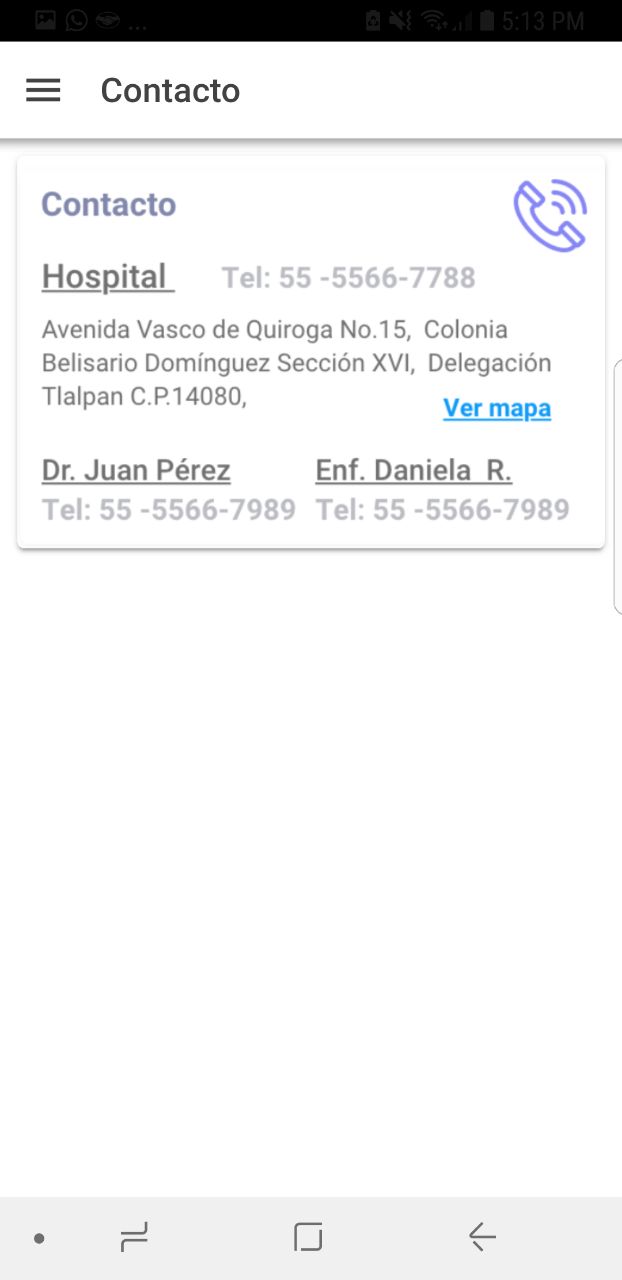 ... 5:13 PM
Contacto
Contacto
Hospital Tel: 55 -5566-7788
Avenida Vasco de Quiroga No.15, Colonia
Belisario Domínguez Sección XVI, Delegación
Tlalpan C.P.14080,
Ver mapa
Dr. Juan Pérez Enf. Daniela R.
Tel: 55 -5566-7989 Tel: 55 -5566-7989